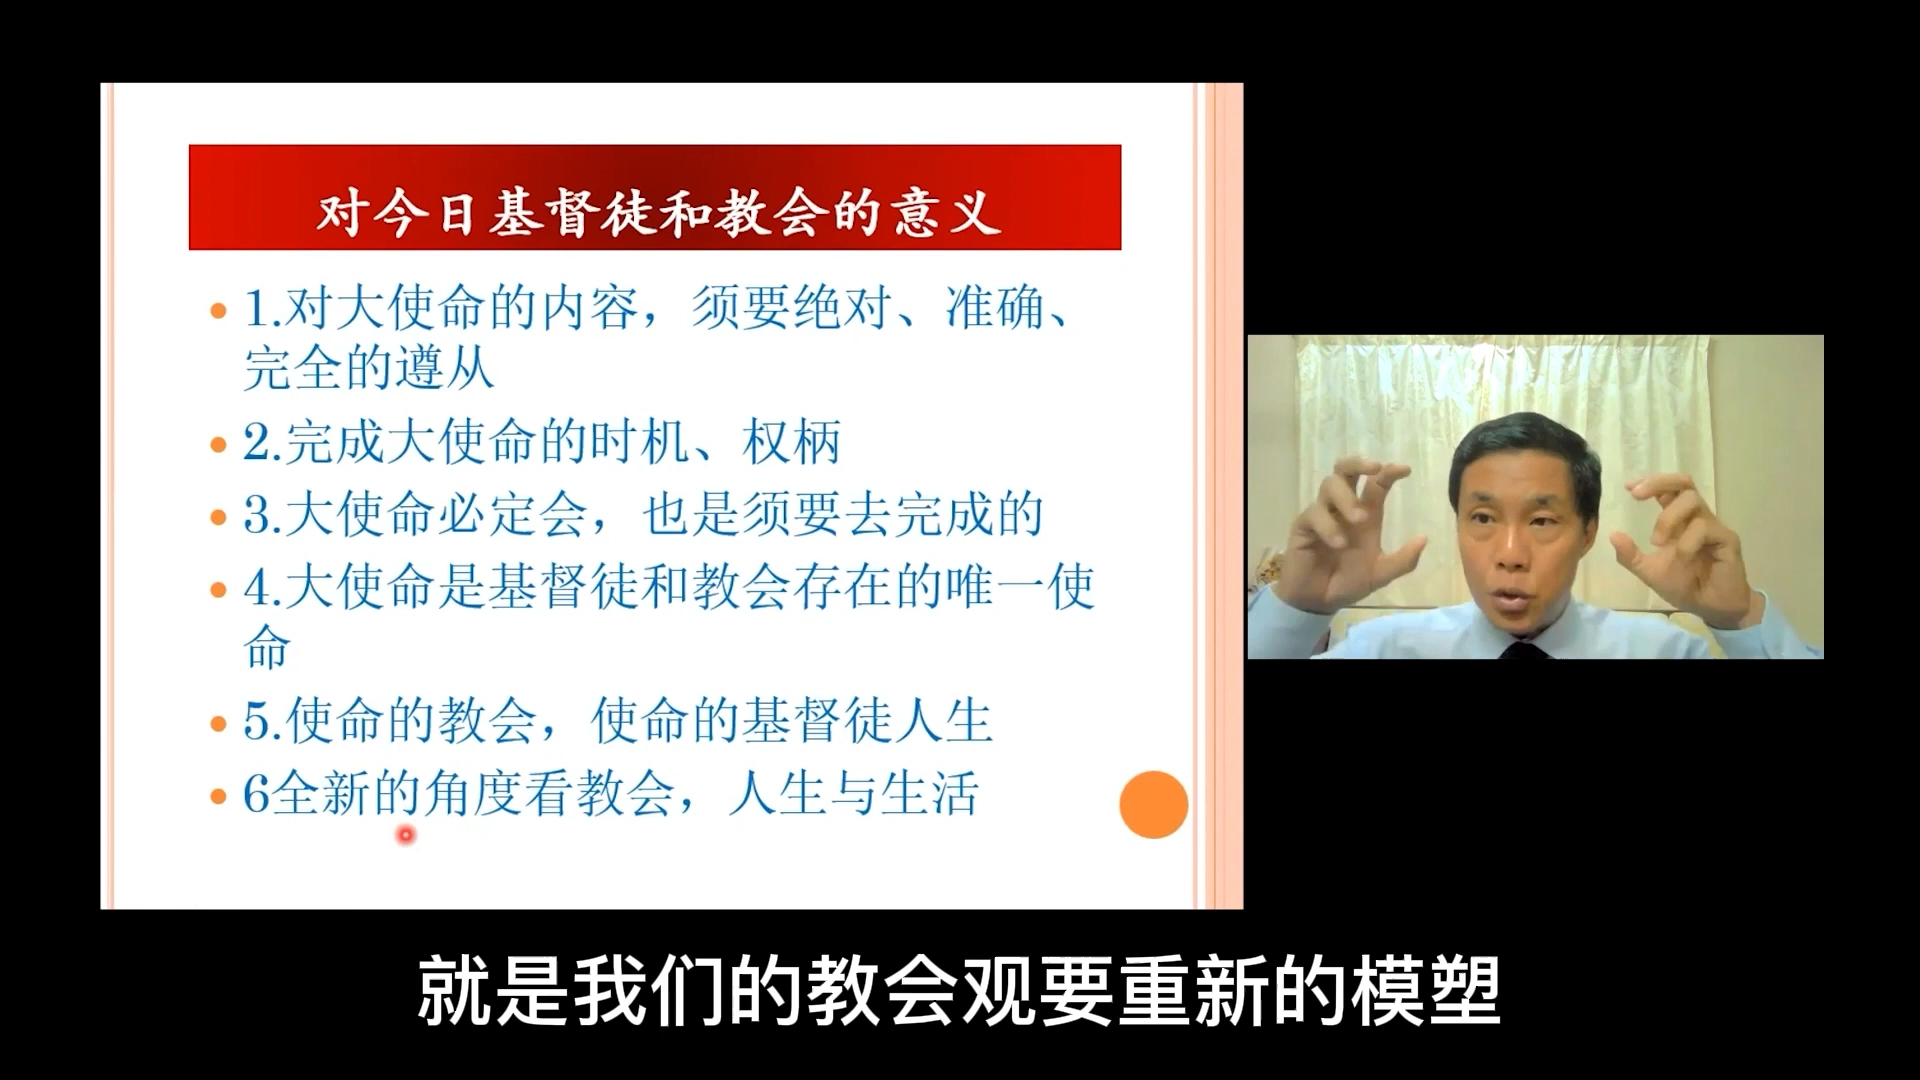 对今日基督徒和教会的意义
1.对大使命的内容，须要绝对、准确、
完全的遵从
2.完成大使命的时机、权柄
3.大使命必定会，也是须要去完成的
4.大使命是基督徒和教会存在的唯一使
命
5.使命的教会，使命的基督徒人生
6全新的角度看教会，人生与生活
就是我们的教会观要重新的模塑